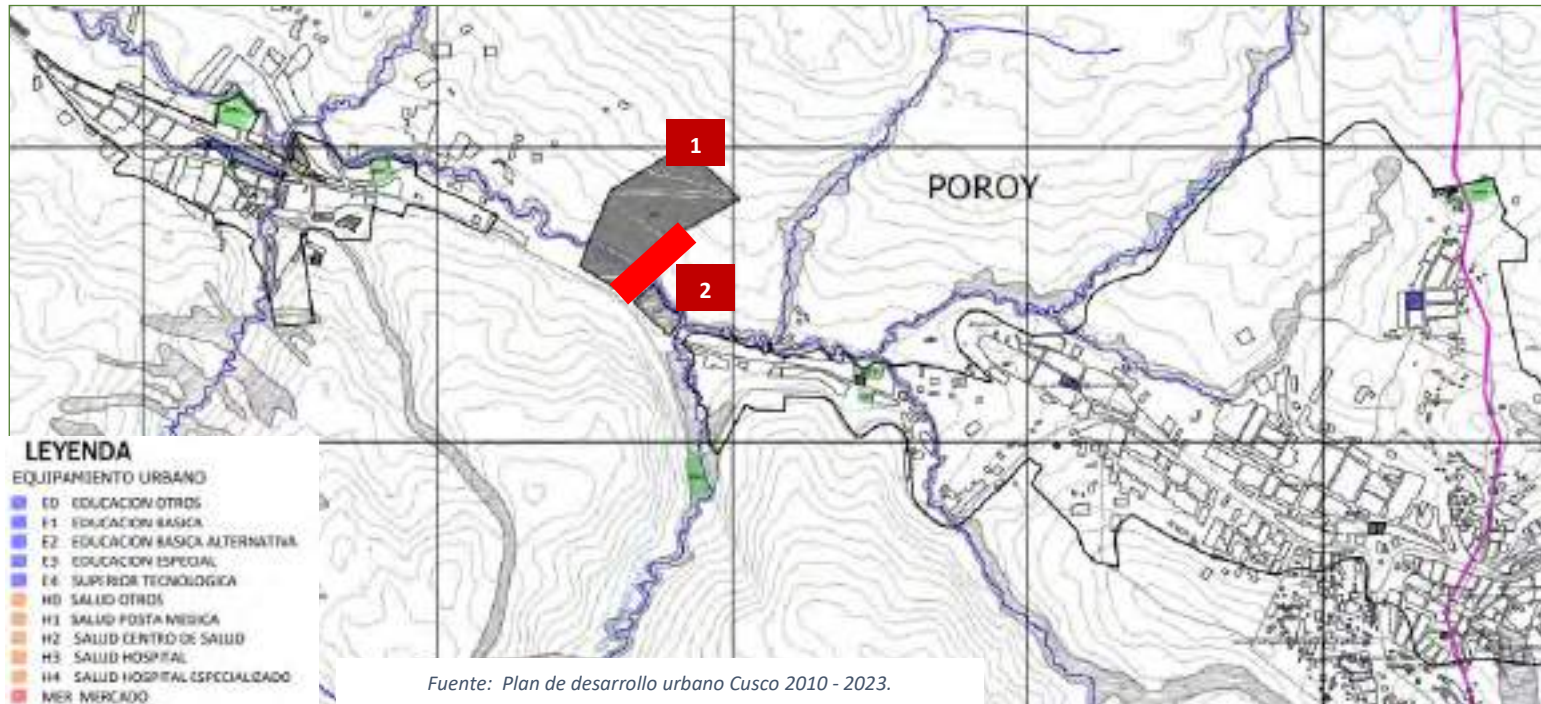 1
POROY
2
LEYENDA
EQUIPAMIENTO URBANO
E0 EDUCACION OTROS
E1 EDUCACION BASICA
E2 EDUCACION BASICA ALTERNATIVA
E3 EDUCACION ESPECIAL
E4 SUPERIOR TECNOLOGICA
H0 SALUD OTROS
H1 SALUD POSTA MEDICA
H2 SALUD CENTRO DE SALUD
H3 SALUD HOSPITAL
H4 SALUD HOSPITAL ESPECIALIZADO
MER MERCADO
Fuente: Plan de desarrollo urbano Cusco 2010 - 2023.